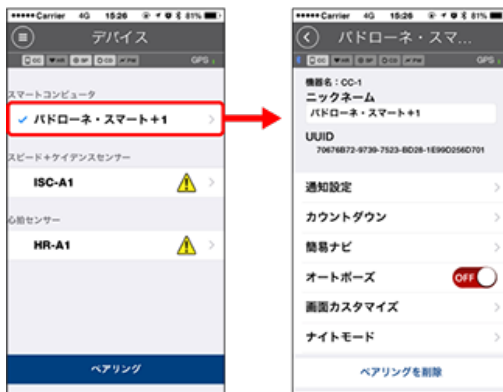 Carrier 4G 15:26 81%
デバイス
GPS
スマートコンピュータ
パドローネ・スマート+1
スピード+ケイデンスセンサー
ISC-A1
心拍センサー
HR-A1
ペアリング
Carrier 4G 15:26 81%
パドローネ・スマ...
GPS
機器名:CC-1
ニックネーム
パドローネ・スマート+1
UUID
70676B72-9739-7523-BD28-1E99D256D701
通知設定
カウントダウン
簡易ナビ
オートポーズ
OFF
画面カスタマイズ
ナイトモード
ペアリングを削除